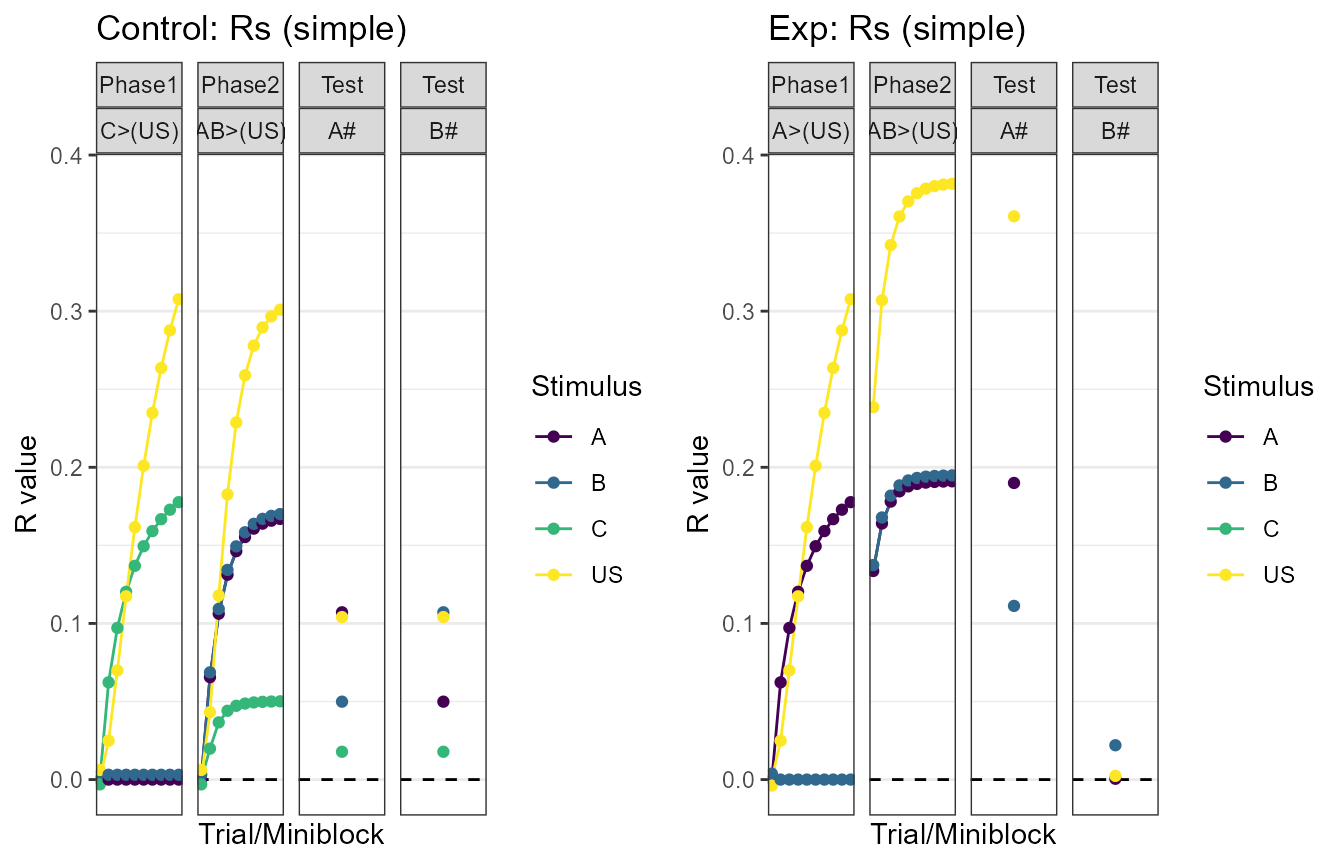 Control: Rs (simple)
Phase1 Phase2 Test Test
C>(US) AB>(US) A# B#
0.4
0.3
0.2
0.1
0.0
R value
Trial/Miniblock
Stimulus
A
B
C
US
Exp: Rs (simple)
Phase1 Phase2 Test Test
A>(US) AB>(US) A# B#
0.4
0.3
0.2
0.1
0.0
R value
Trial/Miniblock
Stimulus
A
B
C
US